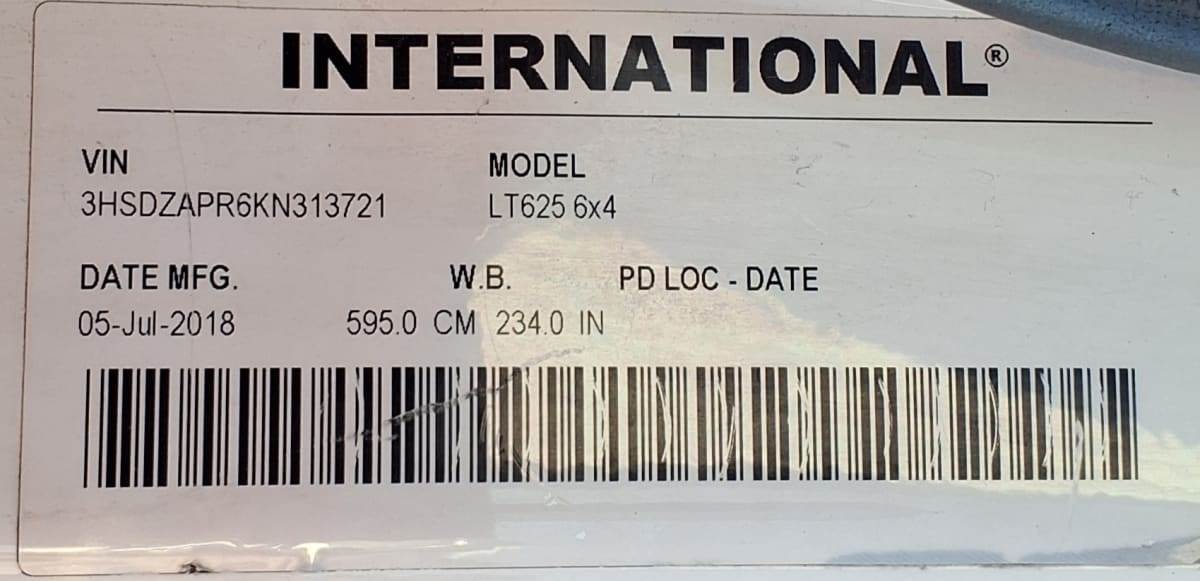 INTERNATIONAL®
VIN MODEL
3HSDZAPR6KN313721 LT625 6x4
DATE MFG. W.B. PD LOC - DATE
05-Jul-2018 595.0 CM 234.0 IN